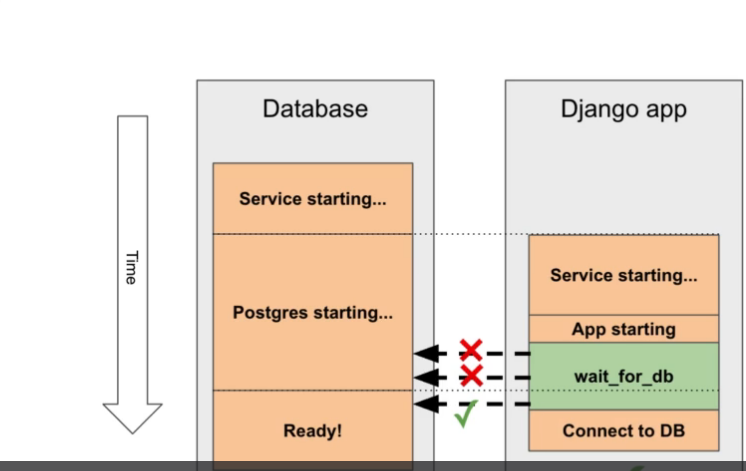 Database
Django app
Time
Service starting...
Service starting...
Postgres starting...
App starting
wait_for_db
Ready!
Connect to DB